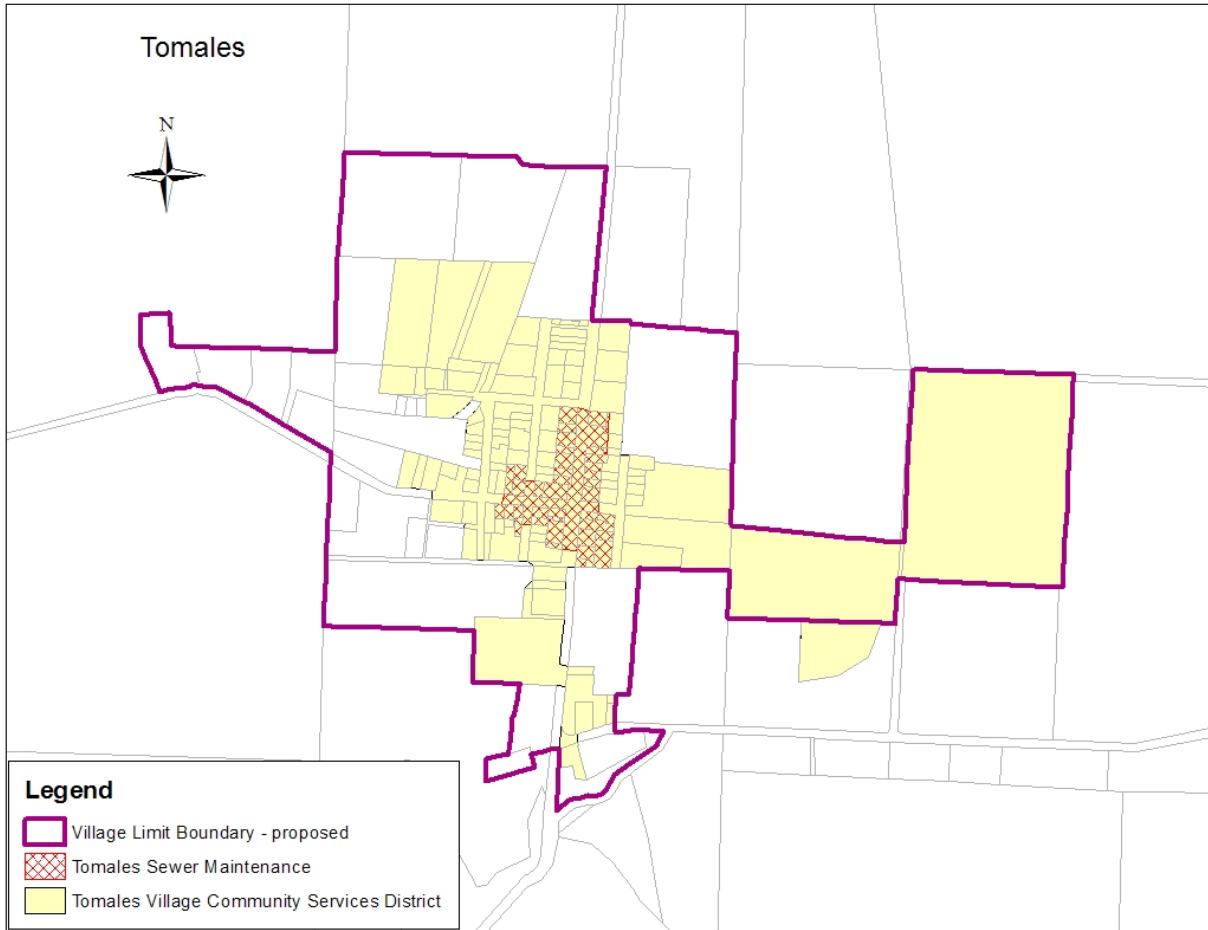 Tomales
N
Legend
Village Limit Boundary - proposed
Tomales Sewer Maintenance
Tomales Village Community Services District